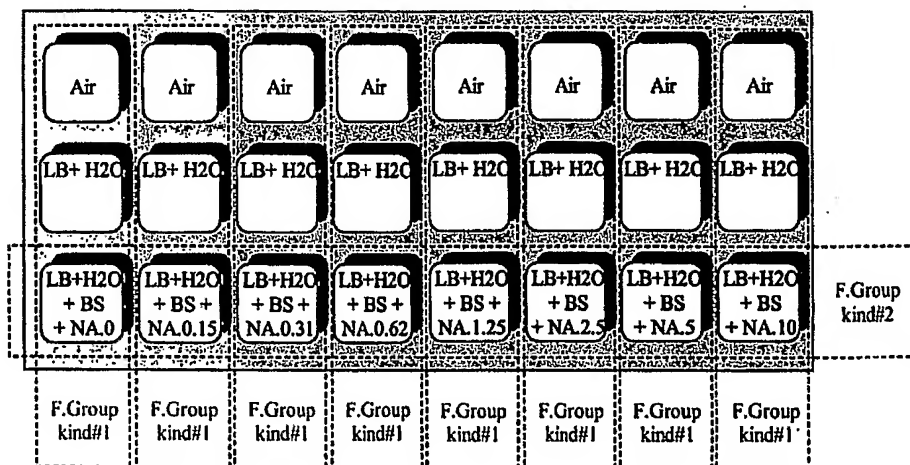 Air Air Air Air Air Air Air Air
LB+ H2O LB+ H2O LB+ H2O LB+ H2O LB+ H2O LB+ H2O LB+ H2O LB+ H2O
LB+H2O LB+H2O LB+H2O LB+H2O LB+H2O LB+H2O LB+H2O LB+H2O
+ BS + BS + + BS + + BS + + BS + + BS + BS + BS
+ NA.0 NA.0.15 NA.0.31 NA.0.62 NA.1.25 + NA.2.5 + NA.5 + NA.10
F.Group
kind#2
F.Group F.Group F.Group F.Group F.Group F.Group F.Group F.Group
kind#1 kind#1 kind#1 kind#1 kind#1 kind#1 kind#1 kind#1